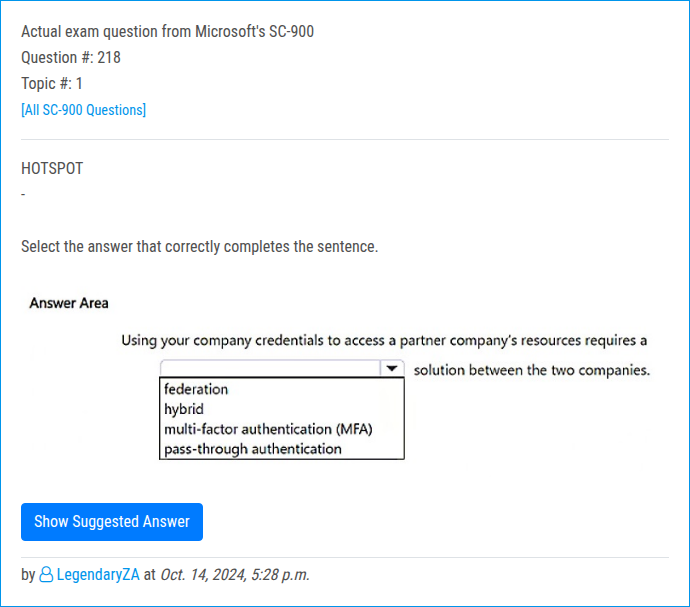 Actual exam question from Microsoft's SC-900
Question #: 218
Topic #: 1
[All SC-900 Questions]
HOTSPOT
-
Select the answer that correctly completes the sentence.
Answer Area
Using your company credentials to access a partner company's resources requires a
solution between the two companies.
federation
hybrid
multi-factor authentication (MFA)
pass-through authentication
Show Suggested Answer
by LegendaryZA at Oct. 14, 2024, 5:28 p.m.